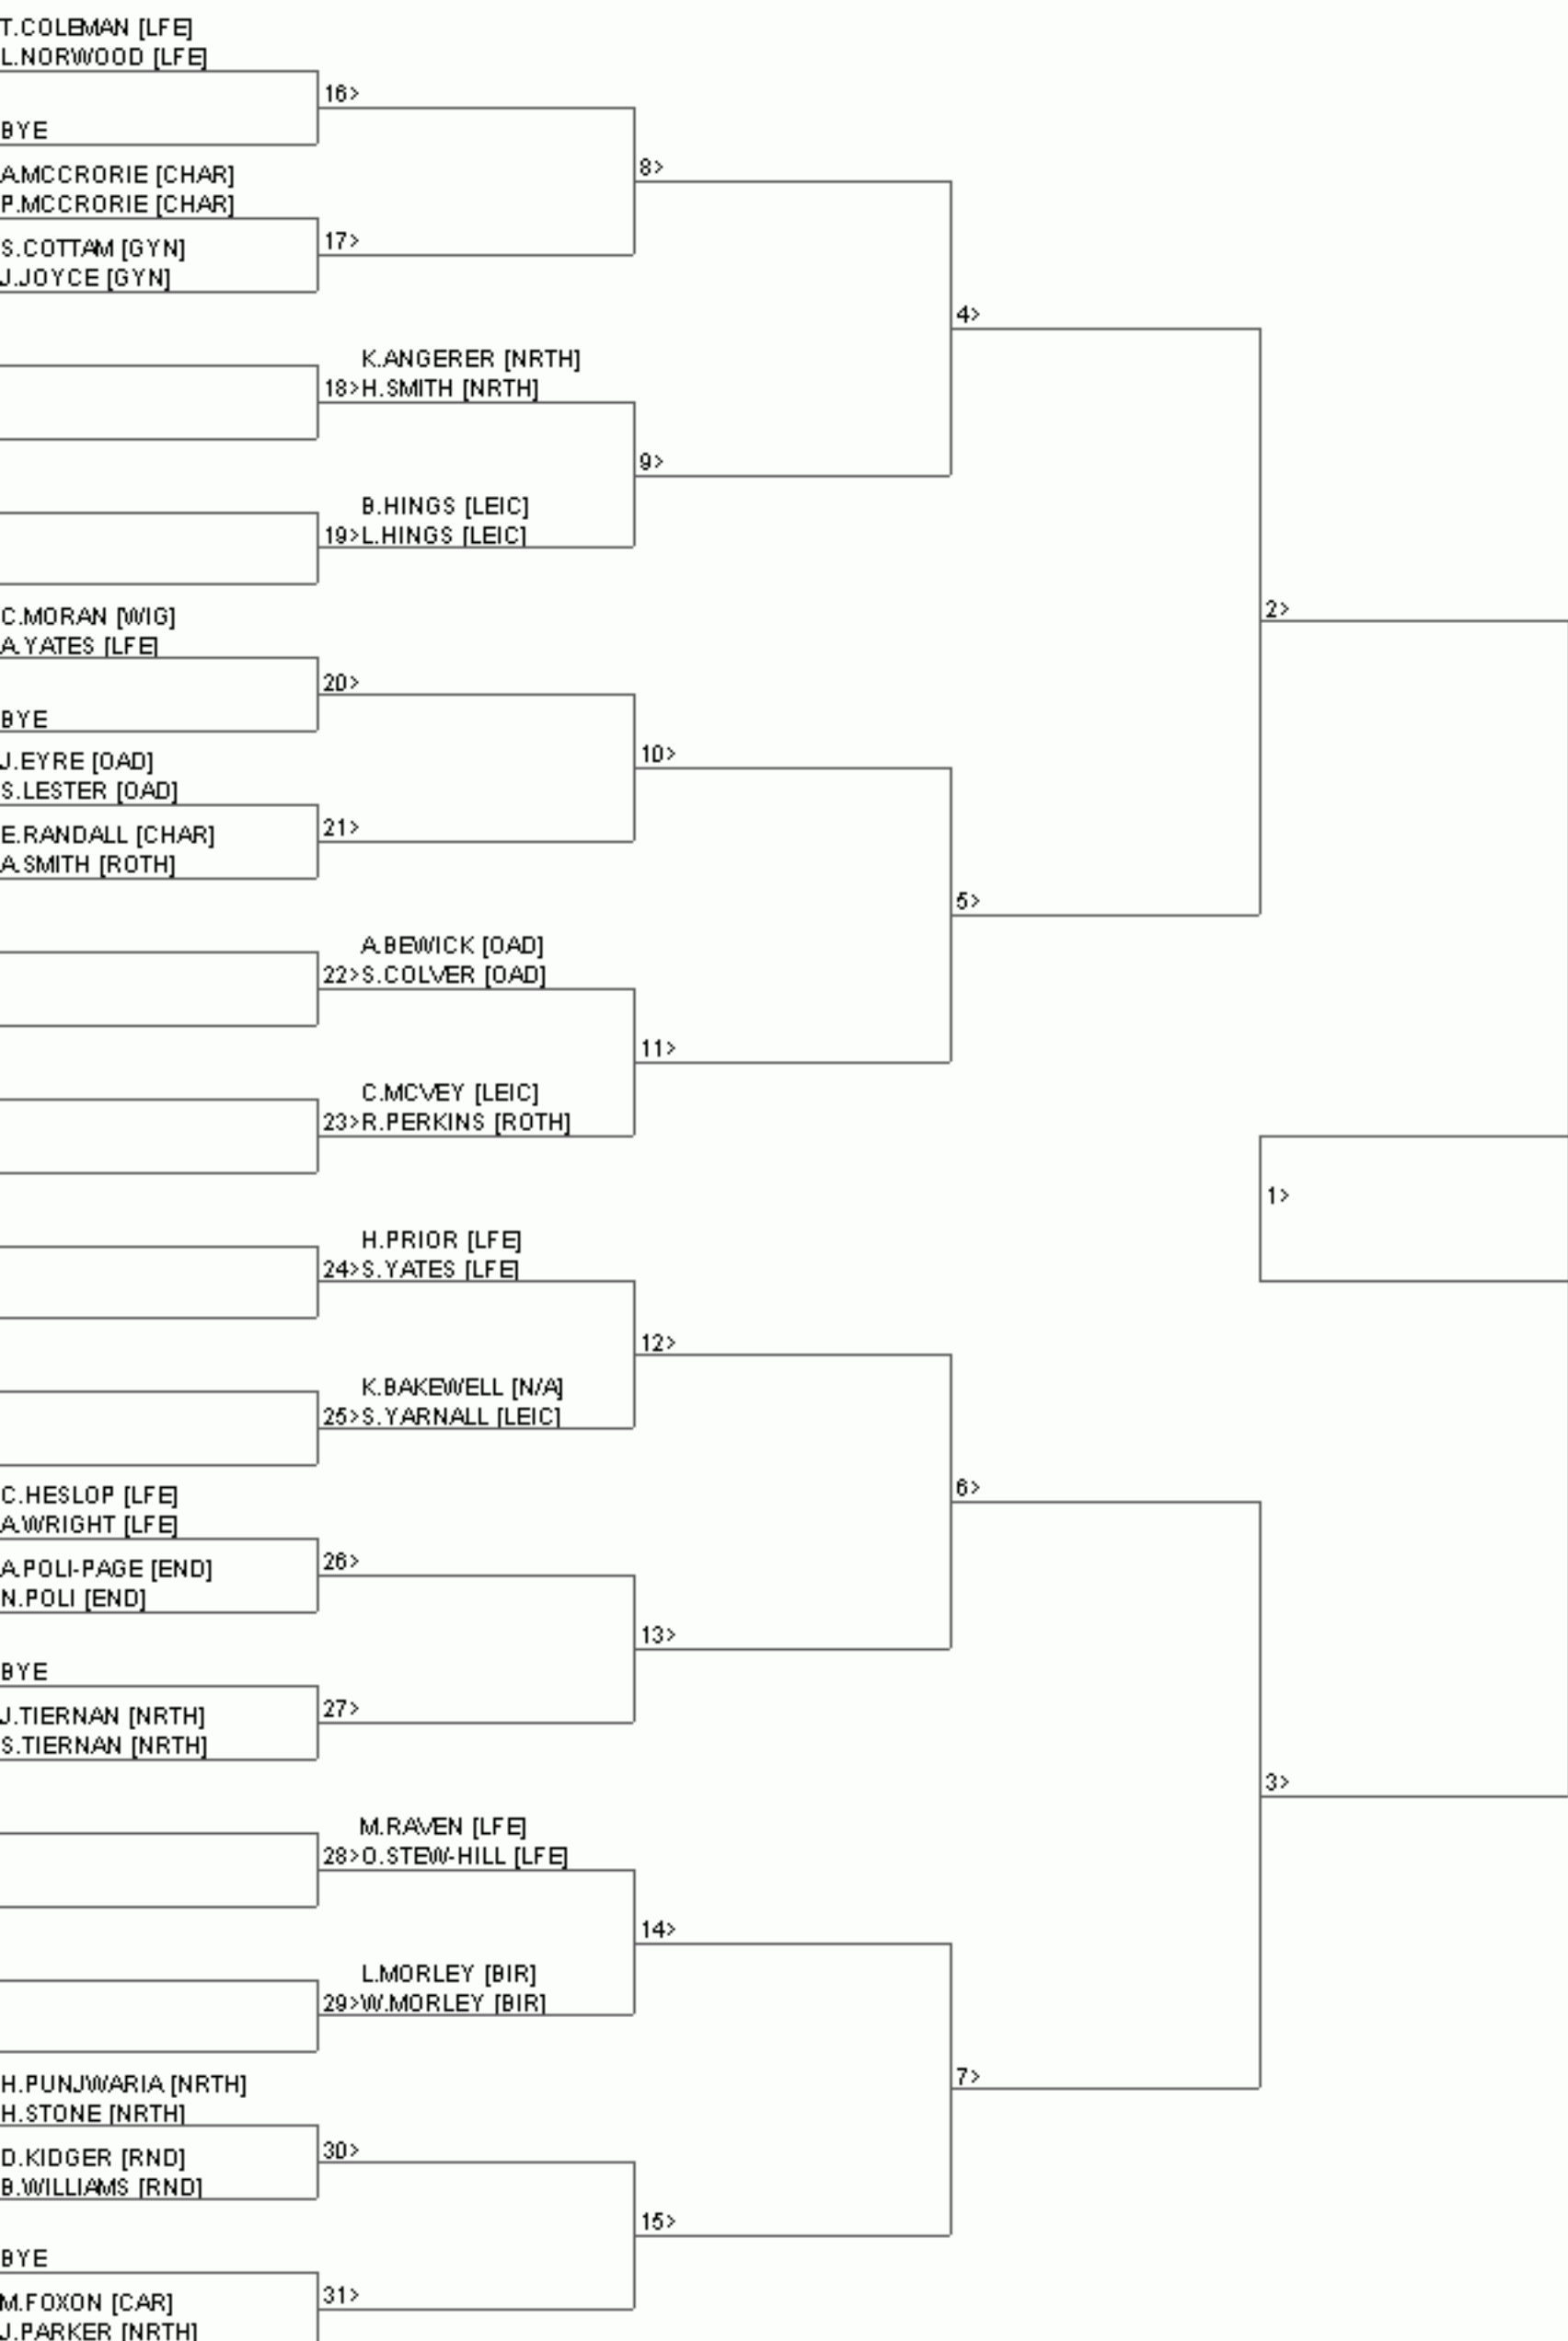 T.COLEMAN [LFE]
L.NORWOOD [LFE]
16>
BYE
8>
A.MCCRORIE [CHAR]
P.MCCRORIE [CHAR]
17>
S.COTTAM [GYN]
J.JOYCE [GYN]
4>
K.ANGERER [NRTH]
18>H.SMITH [NRTH]
9>
B.HINGS [LEIC]
19>L.HINGS [LEIC]
2>
C.MORAN [WIG]
A.YATES [LFE]
20>
BYE
10>
J.EYRE [OAD]
S.LESTER [OAD]
21>
E.RANDALL [CHAR]
A.SMITH [ROTH]
5>
A.BEWICK [OAD]
22>S.COLVER [OAD]
11>
C.MCVEY [LEIC]
23>R.PERKINS [ROTH]
1>
H.PRIOR [LFE]
24>S.YATES [LFE]
12>
K.BAKEWELL [N/A]
25>S.YARNALL [LEIC]
6>
C.HESLOP [LFE]
A.WRIGHT [LFE]
26>
A.POLI-PAGE [END]
N.POLI [END]
13>
BYE
27>
J.TIERNAN [NRTH]
S.TIERNAN [NRTH]
3>
M.RAVEN [LFE]
28>O.STEW-HILL [LFE]
14>
L.MORLEY [BIR]
29>W.MORLEY [BIR]
7>
H.PUNJWARIA [NRTH]
H.STONE [NRTH]
30>
D.KIDGER [RND]
B.WILLIAMS [RND]
15>
BYE
31>
M.FOXON [CAR]
J.PARKER [NRTH]